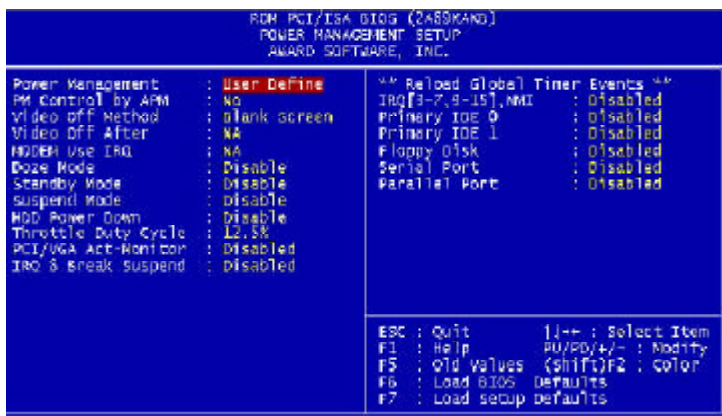 ROM PCI/ISA BIOS (2A69KAND)
POWER MANAGEMENT SETUP
AWARD SOFTWARE, INC.
Power Management : User Define
PM Control by APM : No
Video Off Method : Blank Screen
Video Off After : NA
MODEM Use IRQ : NA
Doze Mode : Disable
Standby Mode : Disable
Suspend Mode : Disable
HDD Power Down : Disable
Throttle Duty Cycle : 12.5%
PCI/VGA Act-Monitor : Disabled
IRQ 8 Break Suspend : Disabled
** Reload Global Timer Events **
IRQ[3-7,9-15],NMI : Disabled
Primary IDE 0 : Disabled
Primary IDE 1 : Disabled
Floppy Disk : Disabled
Serial Port : Disabled
Parallel Port : Disabled
ESC : Quit ↑↓→← : Select Item
F1 : Help PU/PD/+/- : Modify
F5 : Old Values (Shift)F2 : Color
F6 : Load BIOS Defaults
F7 : Load Setup Defaults